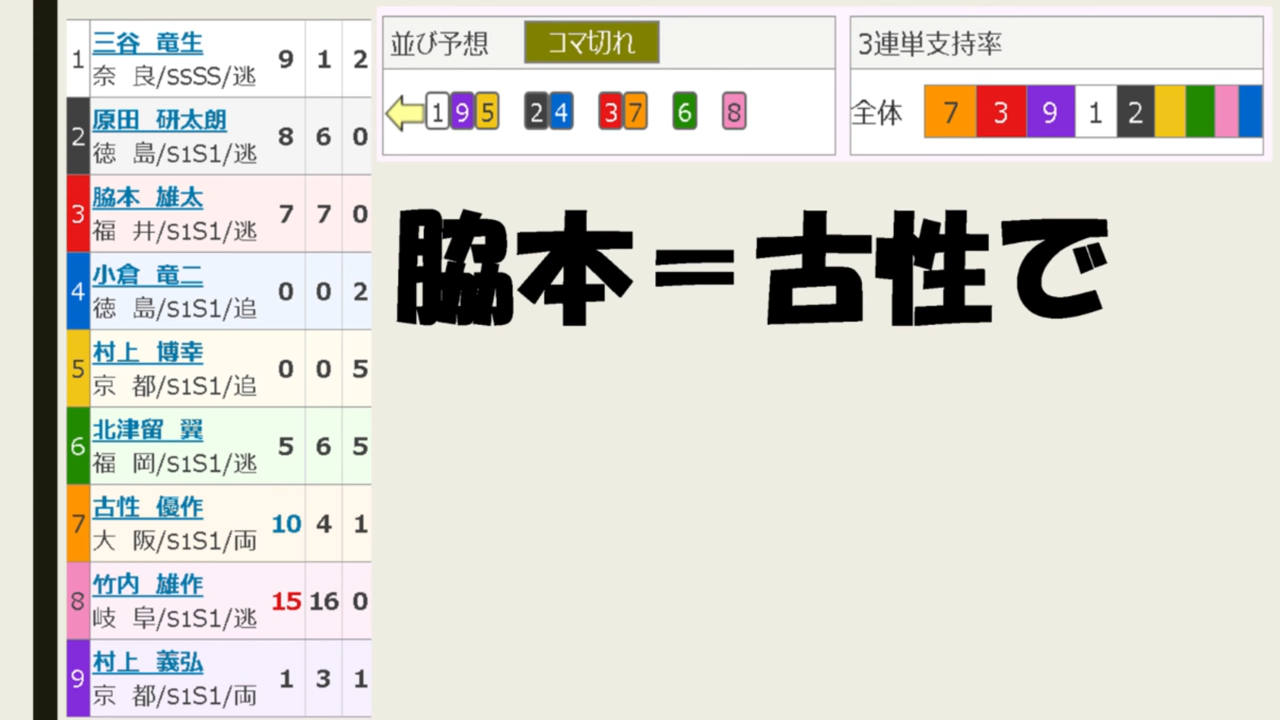 1 三谷 竜生 9 1 2
奈 良/SSSS/逃
2 原田 研太朗 8 6 0
徳 島/S1S1/逃
3 脇本 雄太 7 7 0
福 井/S1S1/逃
4 小倉 竜二 0 0 2
徳 島/S1S1/追
5 村上 博幸 0 0 5
京 都/S1S1/追
6 北津留 翼 5 6 5
福 岡/S1S1/逃
7 古性 優作 10 4 1
大 阪/S1S1/両
8 竹内 雄作 15 16 0
岐 阜/S1S1/逃
9 村上 義弘 1 3 1
京 都/S1S1/両
並び予想 コマ切れ
1 9 5 2 4 3 7 6 8
3連単支持率
全体 7 3 9 1 2
脇本=古性で